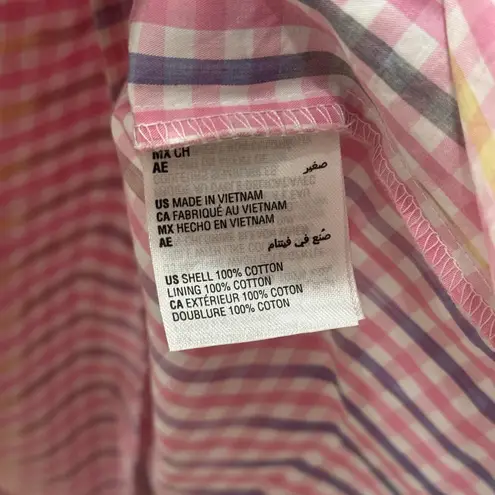 MX CH
AE صغير
US MADE IN VIETNAM
CA FABRIQUÉ AU VIETNAM
MX HECHO EN VIETNAM
AE صُنع في فيتنام
US SHELL 100% COTTON
LINING 100% COTTON
CA EXTÉRIEUR 100% COTON
DOUBLURE 100% COTON